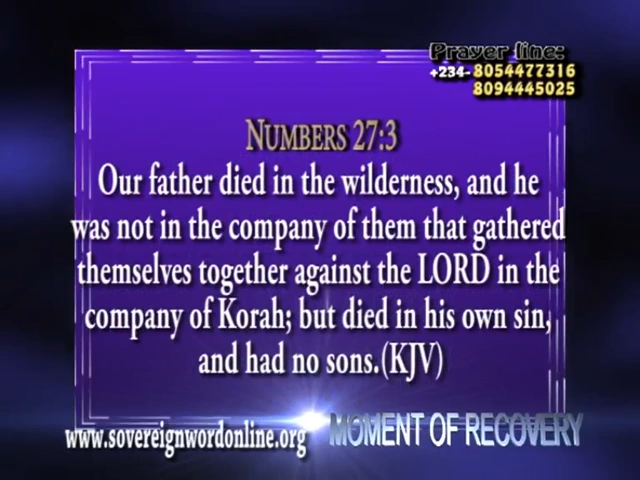 Prayer line:
+234- 8054477316
8094445025
NUMBERS 27:3
Our father died in the wilderness, and he
was not in the company of them that gathered
themselves together against the LORD in the
company of Korah; but died in his own sin,
and had no sons.(KJV)
www.sovereignwordonline.org
MOMENT OF RECOVERY